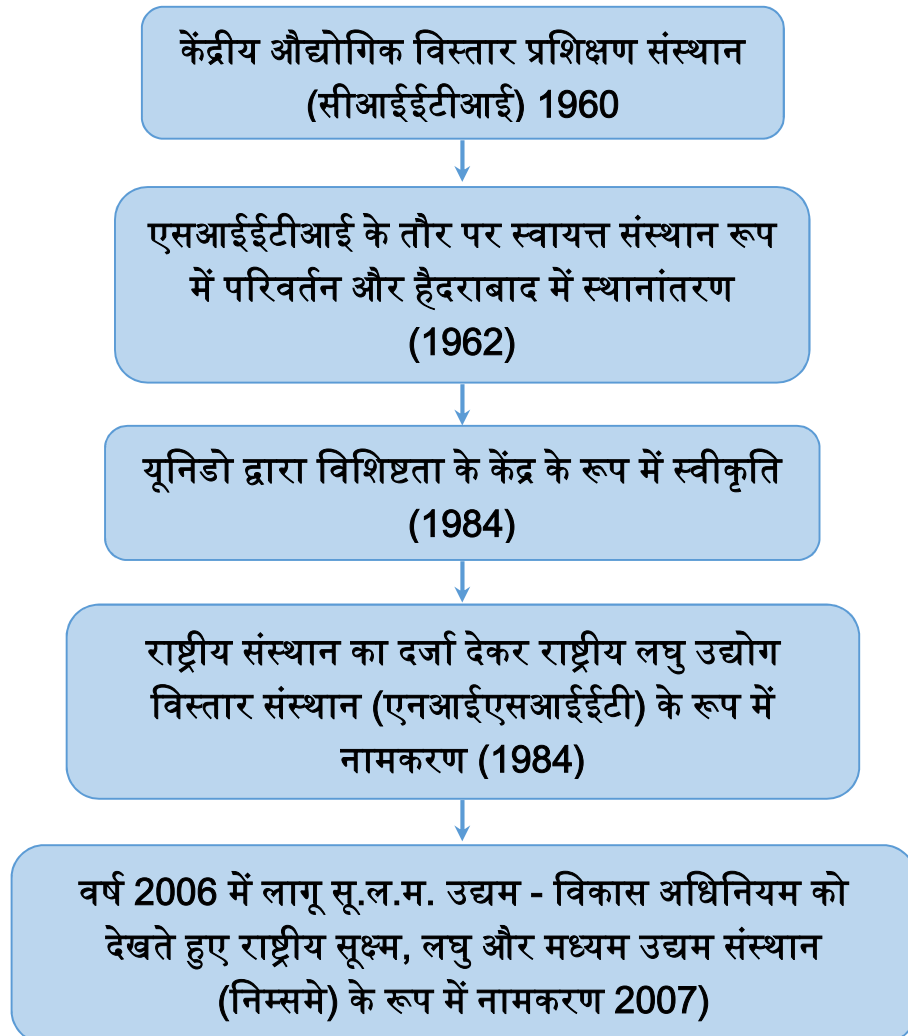 केंद्रीय औद्योगिक विस्तार प्रशिक्षण संस्थान
(सीआईईटीआई) 1960
एसआईईटीआई के तौर पर स्वायत्त संस्थान रूप
में परिवर्तन और हैदराबाद में स्थानांतरण
(1962)
यूनिडो द्वारा विशिष्टता के केंद्र के रूप में स्वीकृति
(1984)
राष्ट्रीय संस्थान का दर्जा देकर राष्ट्रीय लघु उद्योग
विस्तार संस्थान (एनआईएसआईईटी) के रूप में
नामकरण (1984)
वर्ष 2006 में लागू सू.ल.म. उद्यम - विकास अधिनियम को
देखते हुए राष्ट्रीय सूक्ष्म, लघु और मध्यम उद्यम संस्थान
(निम्समे) के रूप में नामकरण 2007)